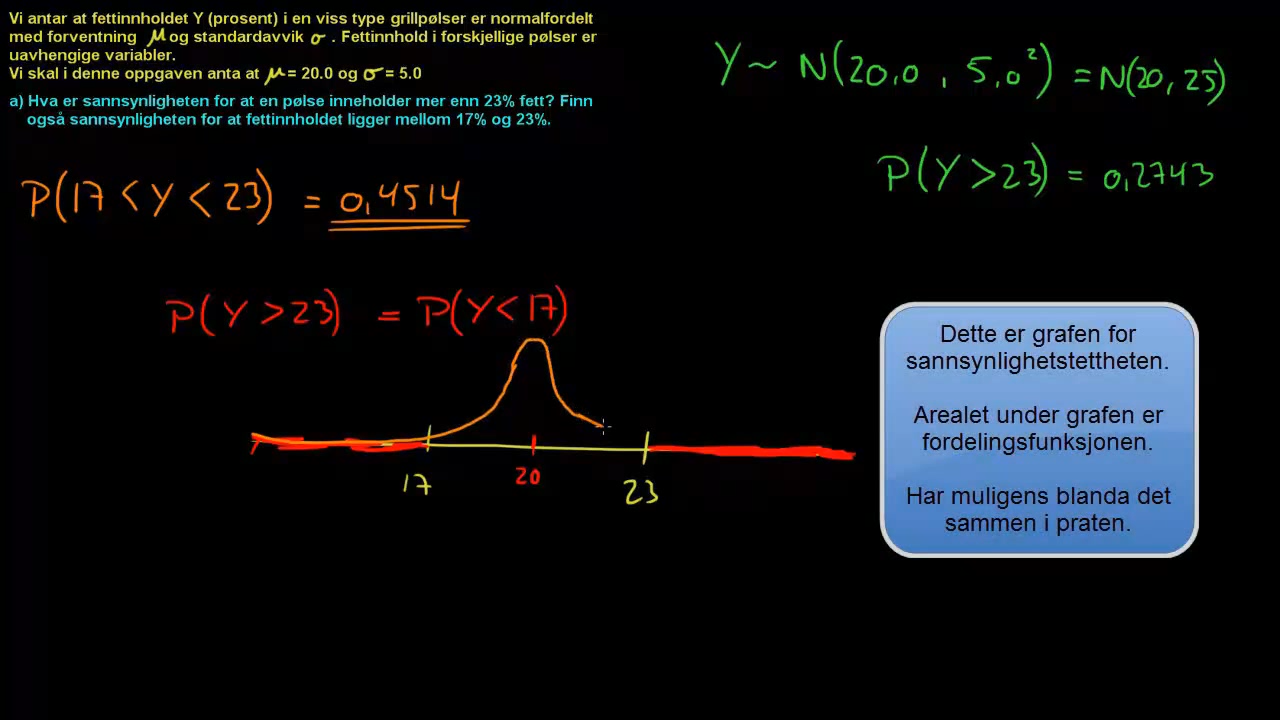 Vi antar at fettinnholdet Y (prosent) i en viss type grillpølser er normalfordelt
med forventning μ og standardavvik σ . Fettinnhold i forskjellige pølser er
uavhengige variabler.
Vi skal i denne oppgaven anta at μ = 20.0 og σ = 5.0
a) Hva er sannsynligheten for at en pølse inneholder mer enn 23% fett? Finn
også sannsynligheten for at fettinnholdet ligger mellom 17% og 23%.
Y ~ N(20,0 , 5,0²) = N(20, 25)
P(Y > 23) = 0,2743
P(17 < Y < 23) = 0,4514
P(Y > 23) = P(Y < 17)
17 20 23
Dette er grafen for
sannsynlighetstettheten.
Arealet under grafen er
fordelingsfunksjonen.
Har muligens blanda det
sammen i praten.